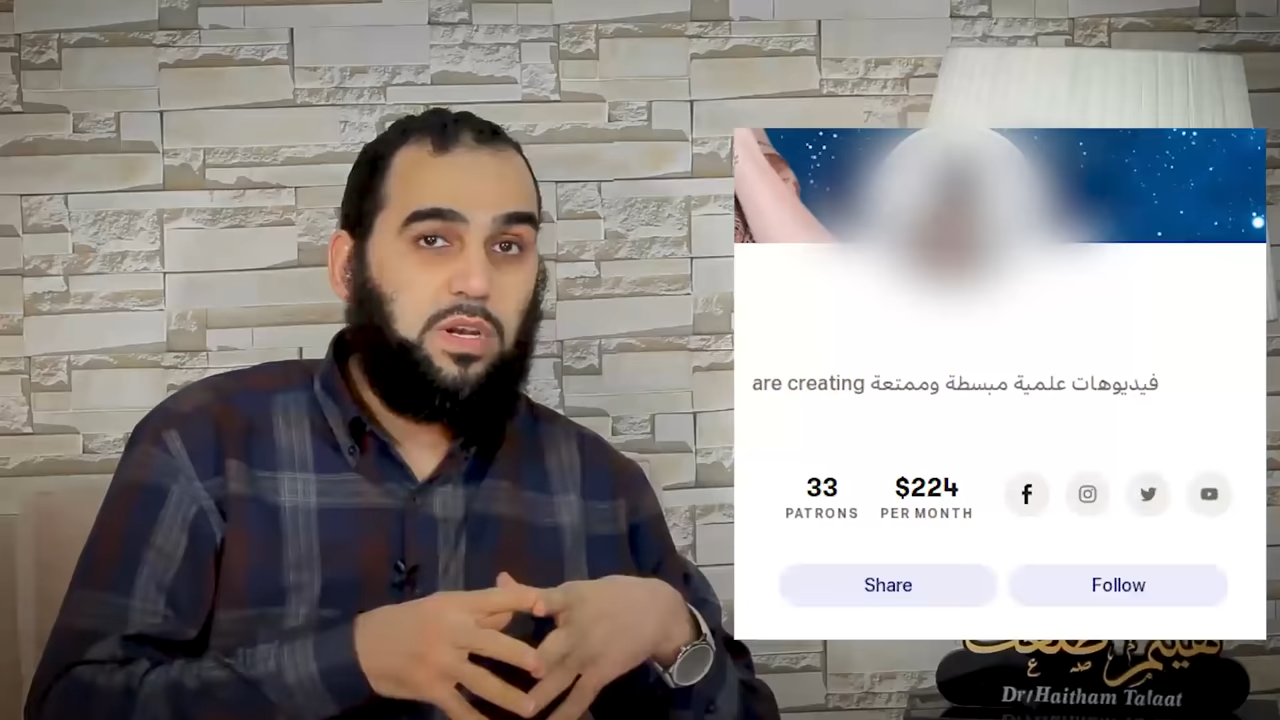 are creating فيديوهات علمية مبسطة وممتعة
33
PATRONS
$224
PER MONTH
Share
Follow
Dr/Haitham Talaat